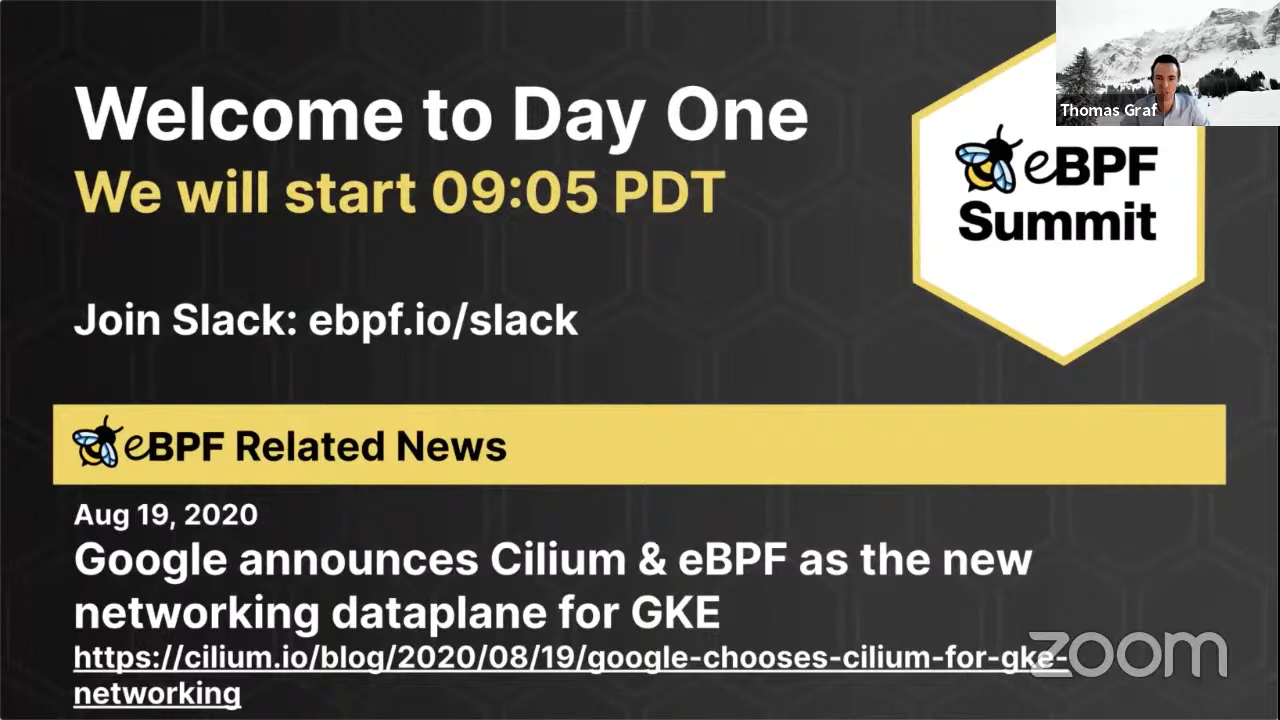 Welcome to Day One
We will start 09:05 PDT
Thomas Graf
eBPF
Summit
Join Slack: ebpf.io/slack
eBPF Related News
Aug 19, 2020
Google announces Cilium & eBPF as the new
networking dataplane for GKE
https://cilium.io/blog/2020/08/19/google-chooses-cilium-for-gke-
networking
zoom